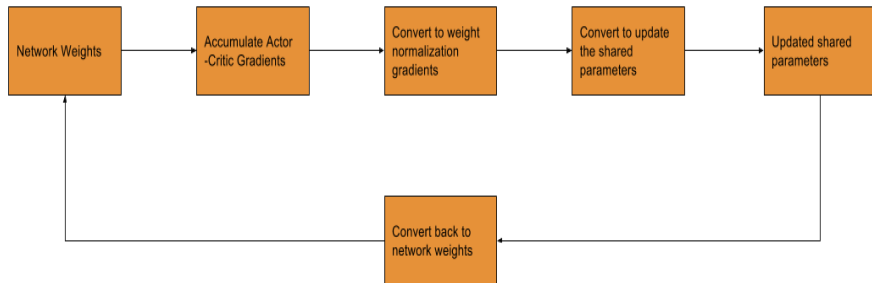 Network Weights
Accumulate Actor
-Critic Gradients
Convert to weight
normalization
gradients
Convert to update
the shared
parameters
Updated shared
parameters
Convert back to
network weights